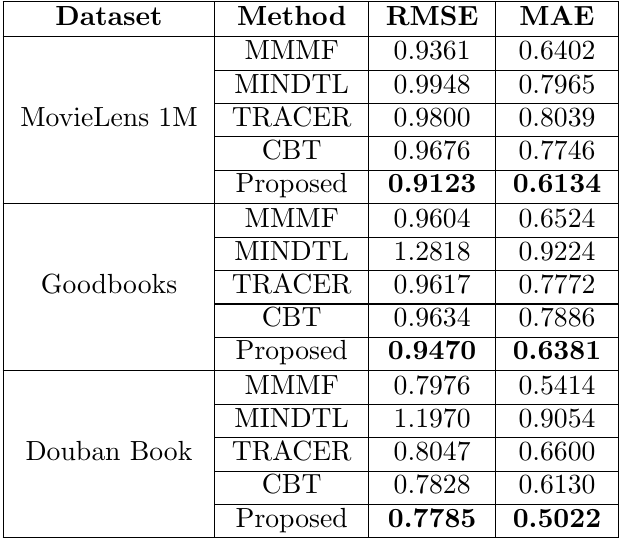 Dataset Method RMSE MAE
MMMF 0.9361 0.6402
MINDTL 0.9948 0.7965
MovieLens 1M TRACER 0.9800 0.8039
CBT 0.9676 0.7746
Proposed 0.9123 0.6134
MMMF 0.9604 0.6524
MINDTL 1.2818 0.9224
Goodbooks TRACER 0.9617 0.7772
CBT 0.9634 0.7886
Proposed 0.9470 0.6381
MMMF 0.7976 0.5414
MINDTL 1.1970 0.9054
Douban Book TRACER 0.8047 0.6600
CBT 0.7828 0.6130
Proposed 0.7785 0.5022